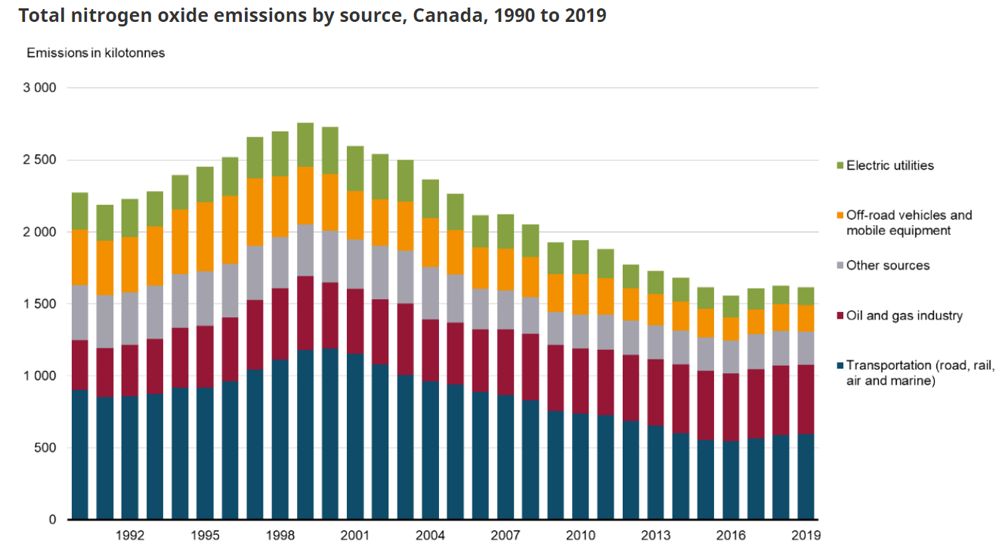 Total nitrogen oxide emissions by source, Canada, 1990 to 2019
Emissions in kilotonnes
3 000
2 500
2 000
1 500
1 000
500
0
1992 1995 1998 2001 2004 2007 2010 2013 2016 2019
Electric utilities
Off-road vehicles and
mobile equipment
Other sources
Oil and gas industry
Transportation (road, rail,
air and marine)